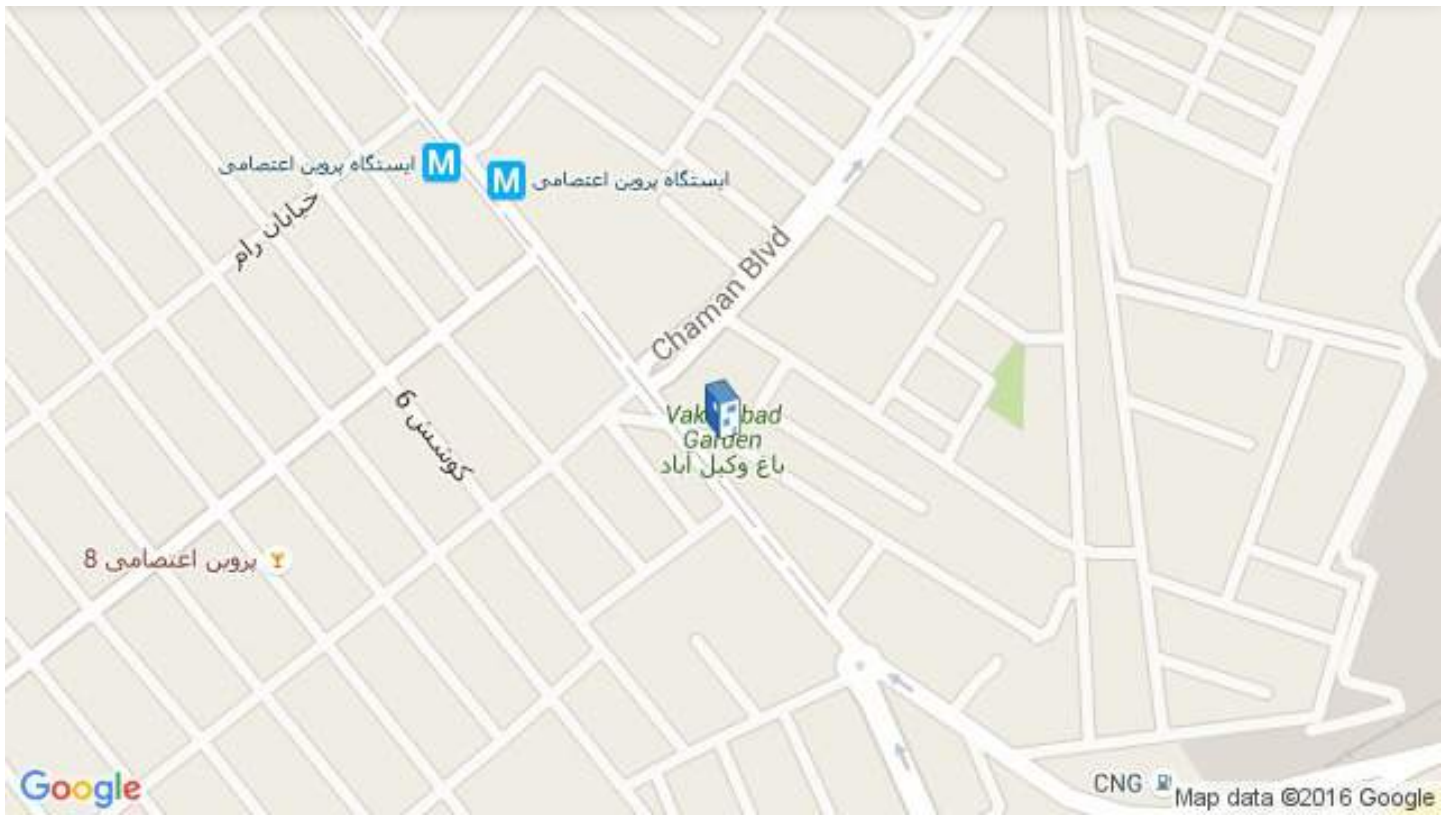 ایستگاه پروین اعتصامی
M
M
ایستگاه پروین اعتصامی
خیابان رام
Chaman Blvd
کوشش 6
Garden
باغ وکیل آباد
پروین اعتصامی 8
Google
CNG
Map data ©2016 Google